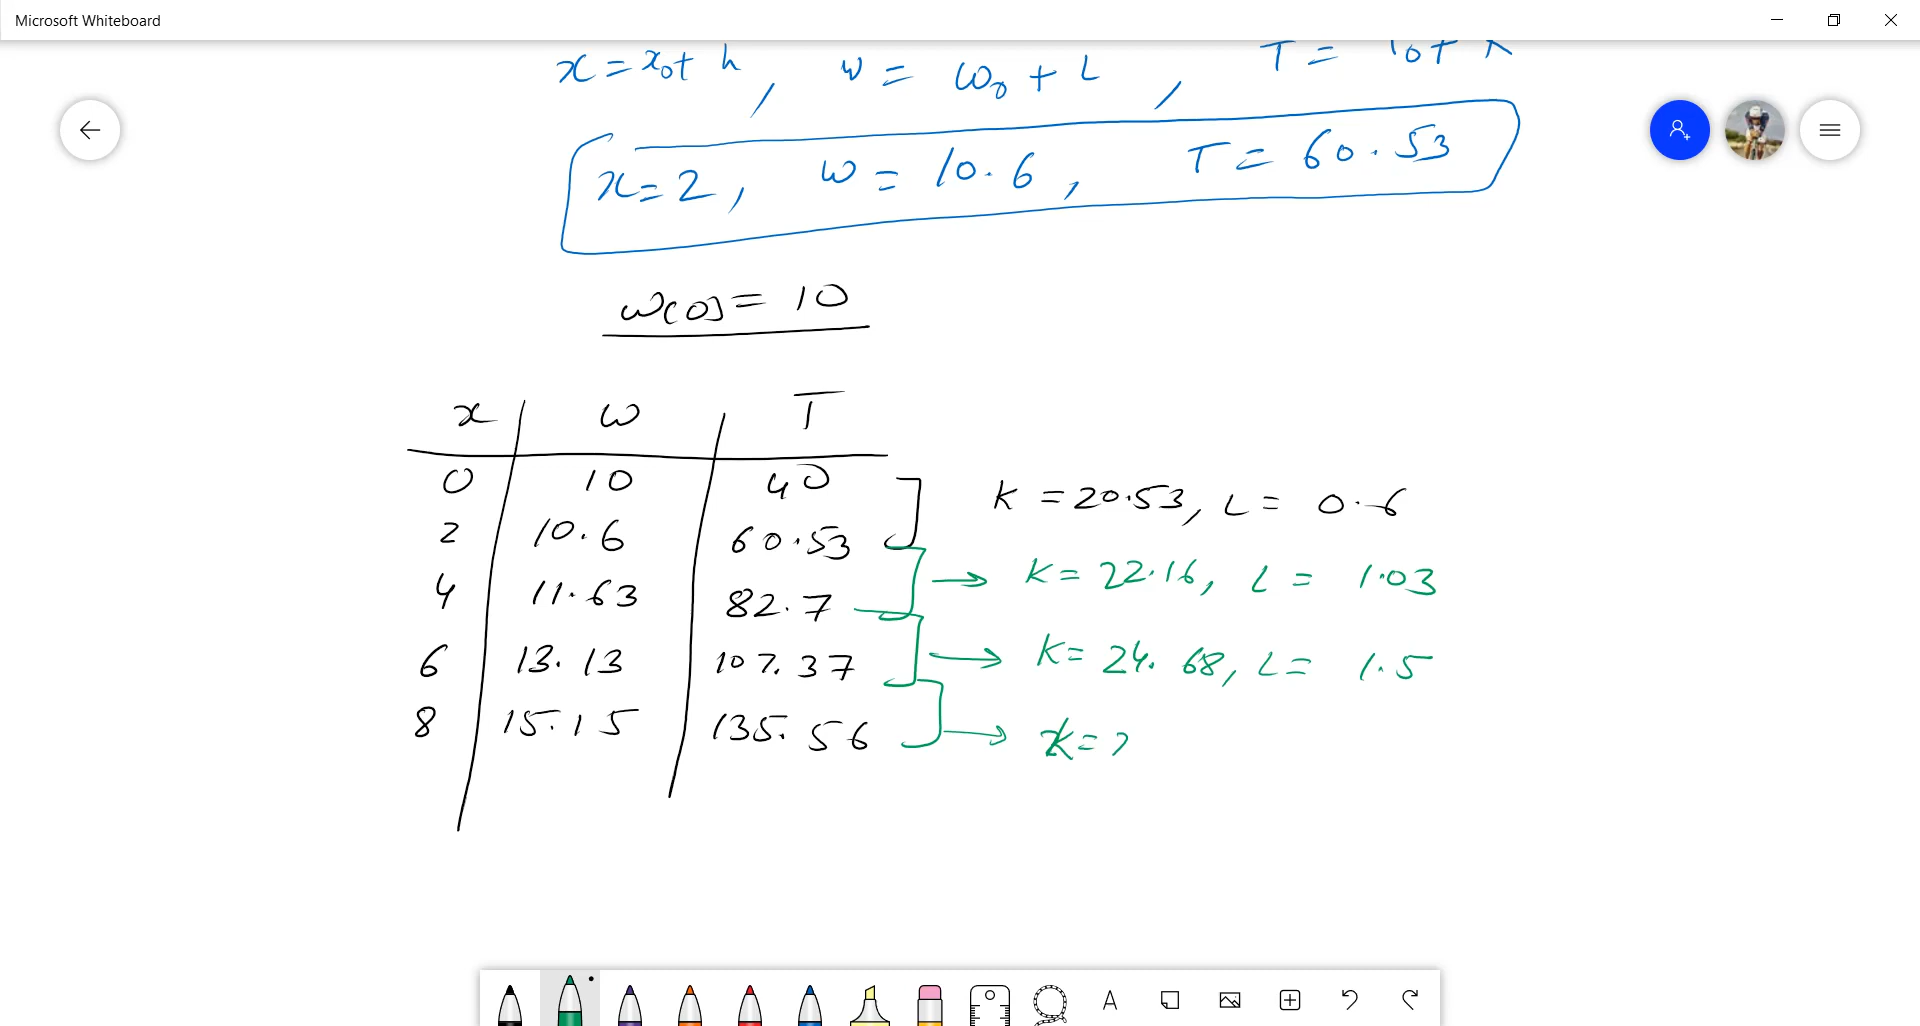 Microsoft Whiteboard
x = x₀ + h , w = w₀ + L , T = T₀ + K
x = 2 , w = 10.6 , T = 60.53
w(0) = 10
x w T
0 10 40
2 10.6 60.53
K = 20.53, L = 0.6
4 11.63 82.7
→ K = 22.16, L = 1.03
6 13.13 107.37
→ K = 24.68, L = 1.5
8 15.15 135.56
→ K = 2
A